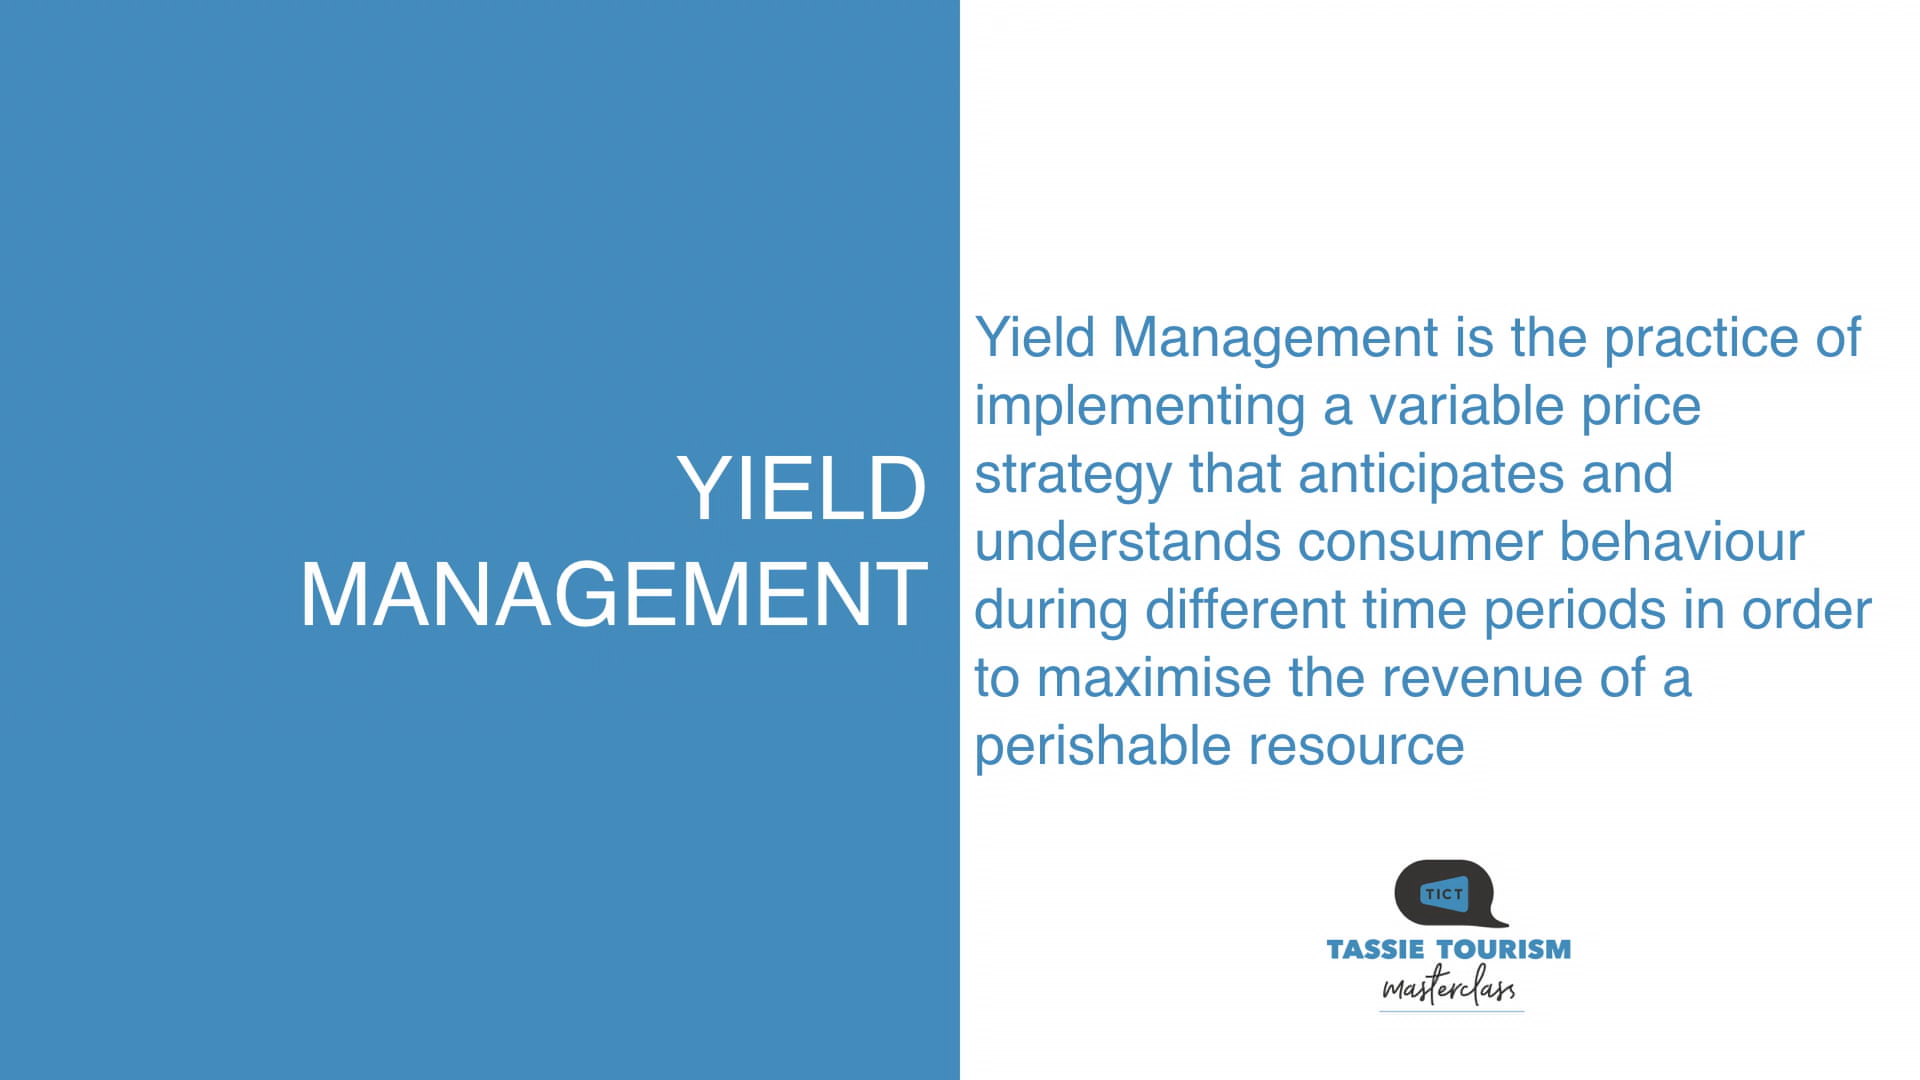 YIELD
MANAGEMENT
Yield Management is the practice of
implementing a variable price
strategy that anticipates and
understands consumer behaviour
during different time periods in order
to maximise the revenue of a
perishable resource
TICT
TASSIE TOURISM
masterclass